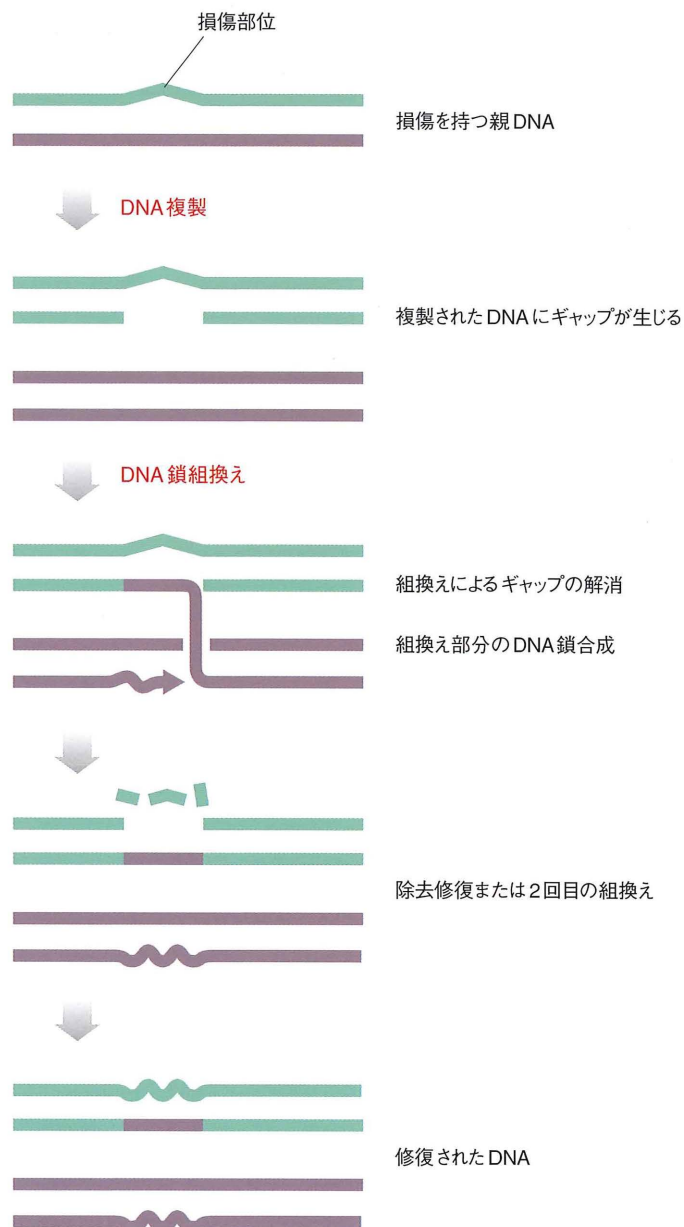 損傷部位
損傷を持つ親DNA
DNA複製
複製されたDNAにギャップが生じる
DNA鎖組換え
組換えによるギャップの解消
組換え部分のDNA鎖合成
除去修復または2回目の組換え
修復されたDNA